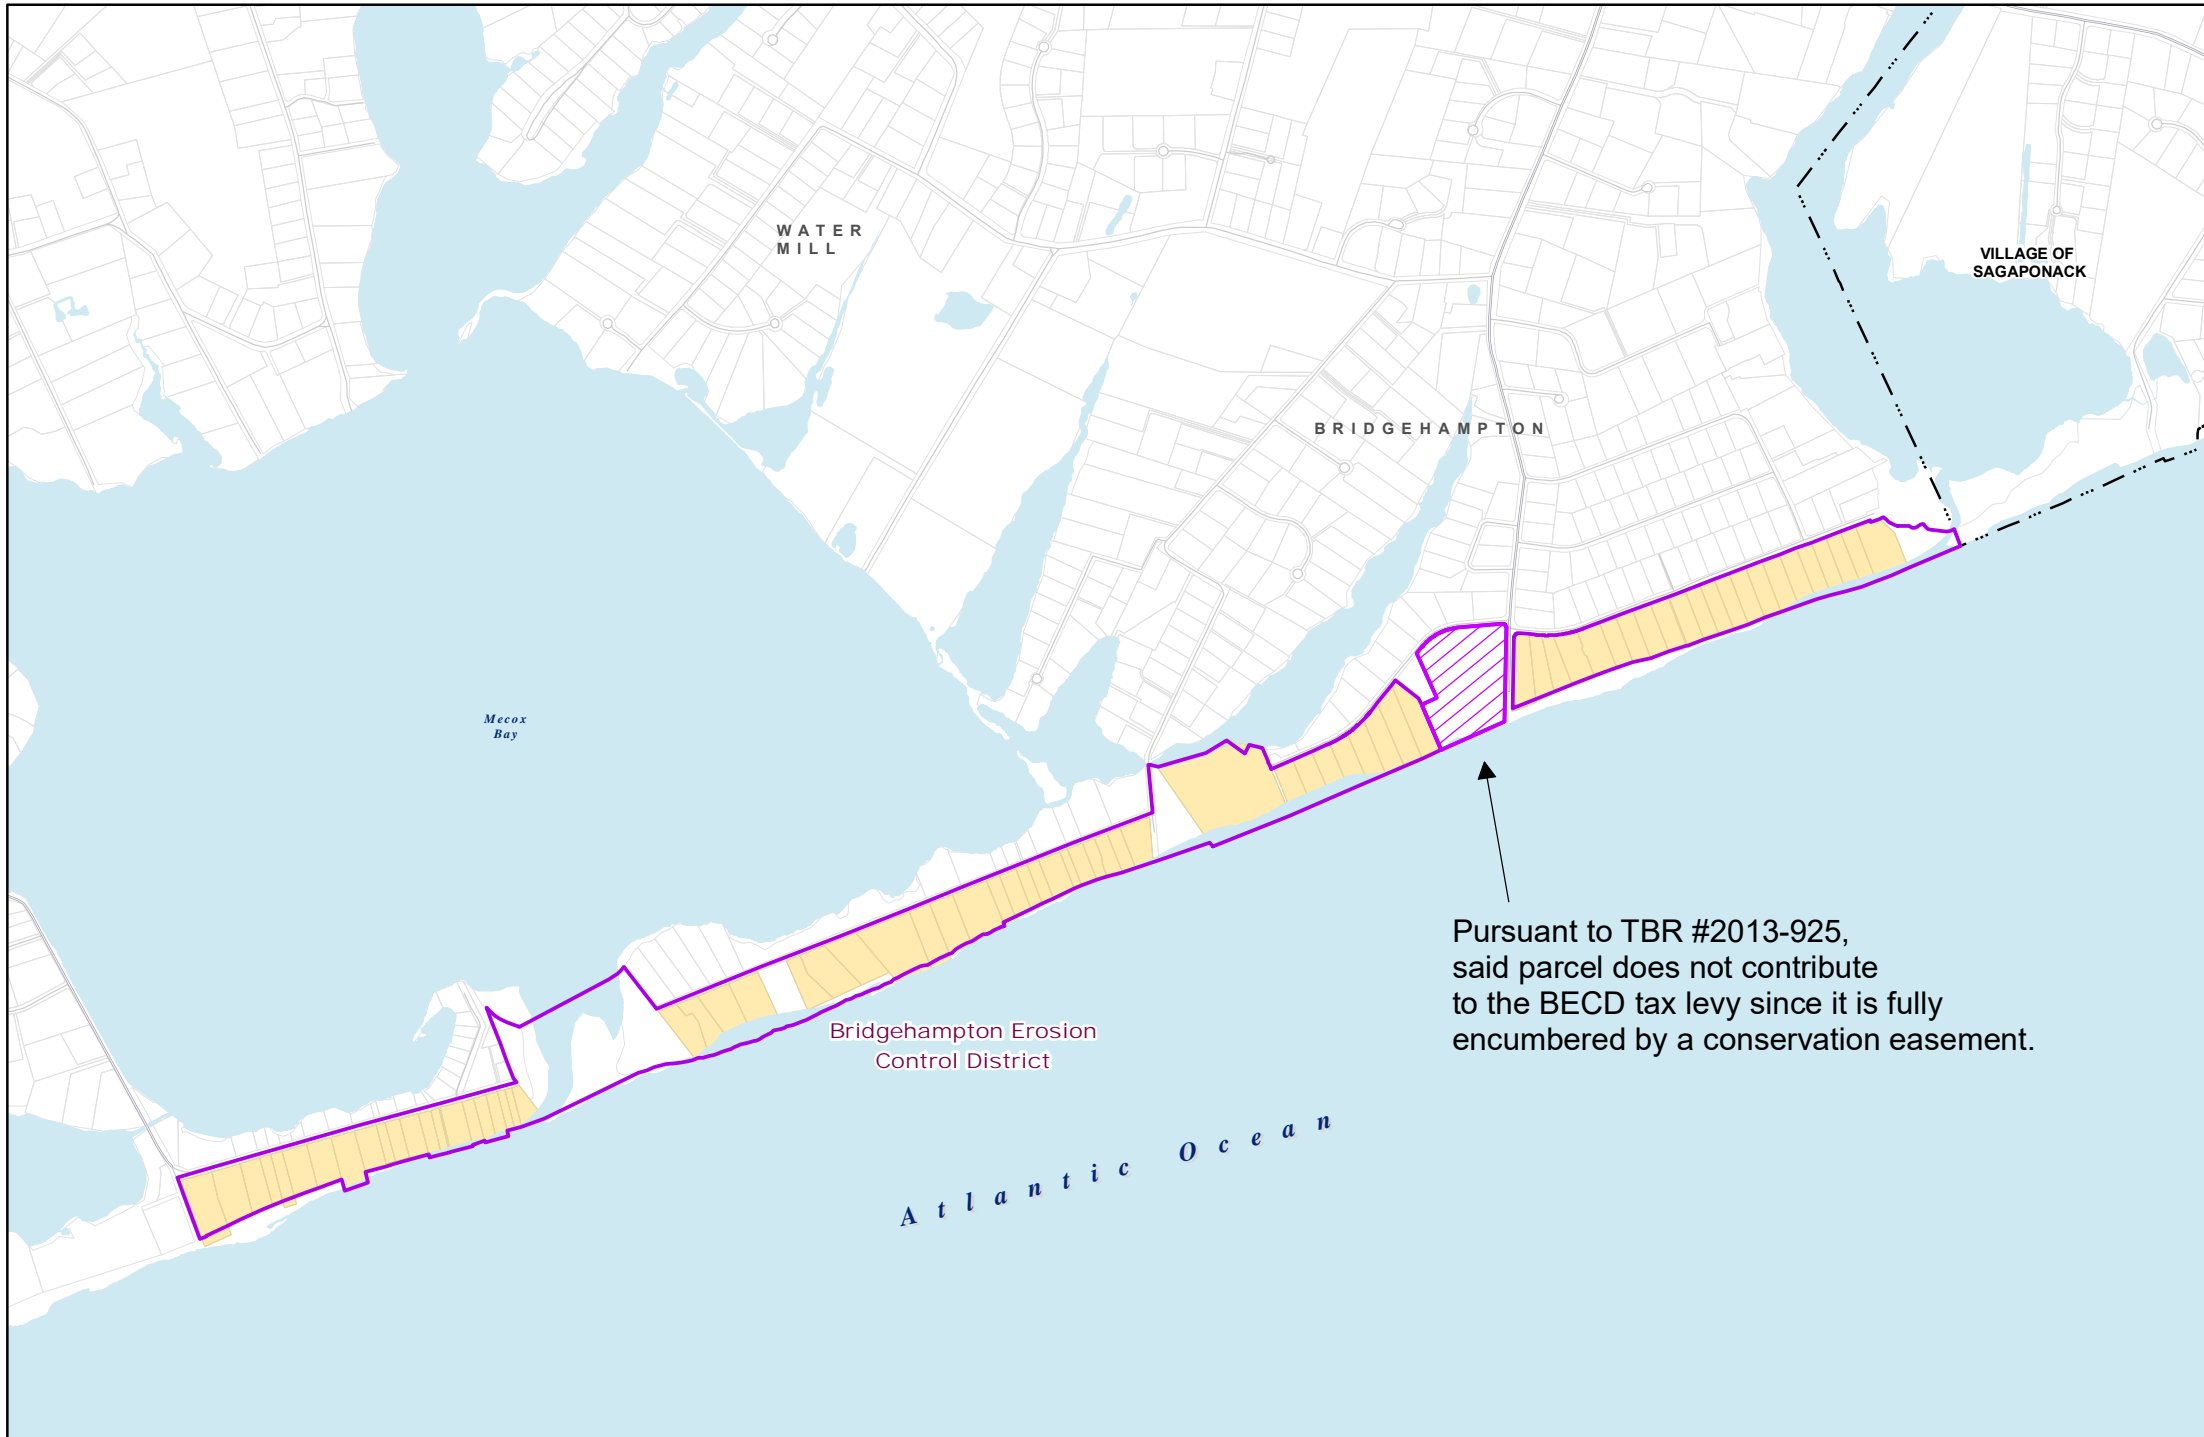 WATER
MILL
VILLAGE OF
SAGAPONACK
BRIDGEHAMPTON
Mecox
Bay
Pursuant to TBR #2013-925,
said parcel does not contribute
to the BECD tax levy since it is fully
encumbered by a conservation easement.
Bridgehampton Erosion
Control District
Atlantic Ocean